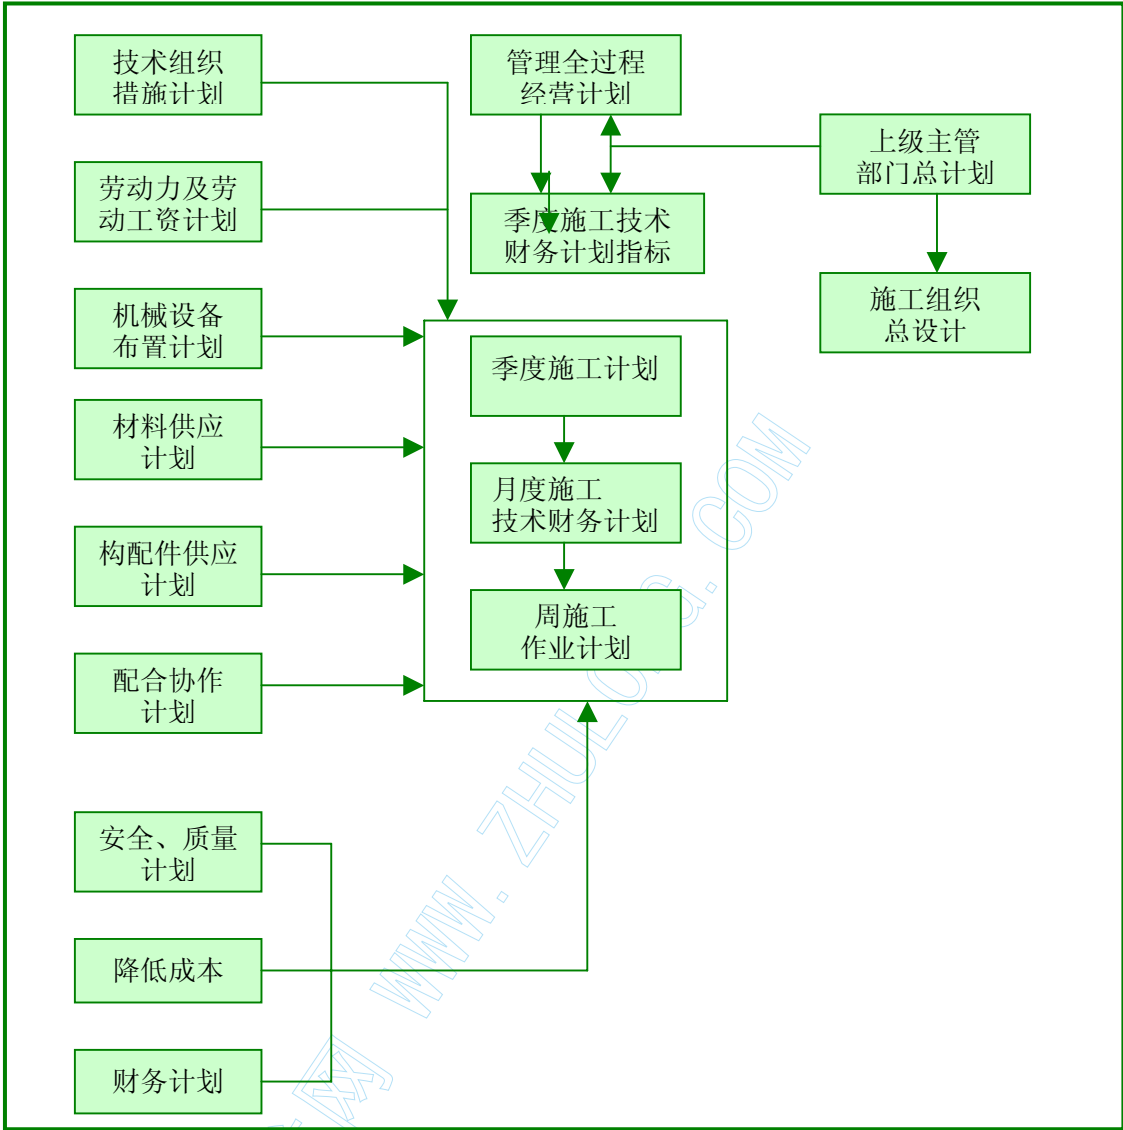 技术组织
措施计划
管理全过程
经营计划
上级主管
部门总计划
劳动力及劳
动工资计划
季度施工技术
财务计划指标
施工组织
总设计
机械设备
布置计划
季度施工计划
材料供应
计划
月度施工
技术财务计划
构配件供应
计划
周施工
作业计划
配合协作
计划
安全、质量
计划
降低成本
财务计划
网 WWW.ZHULONG.COM